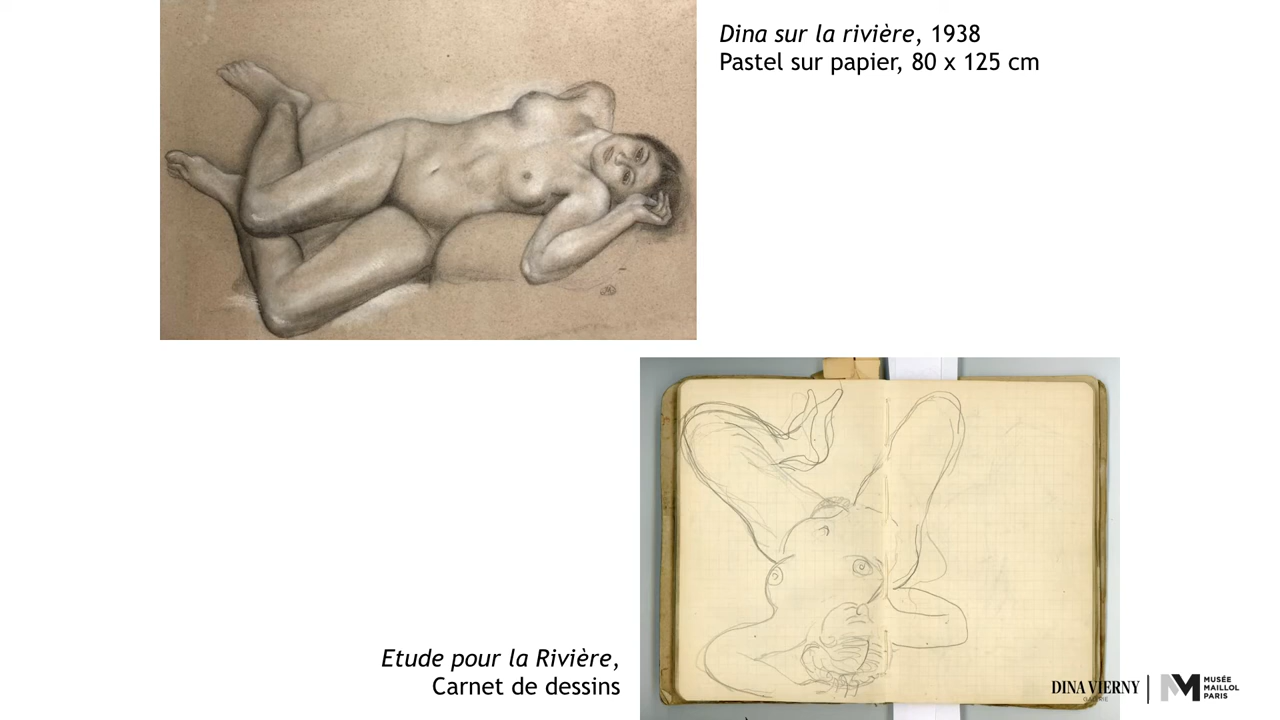 Dina sur la rivière, 1938
Pastel sur papier, 80 x 125 cm
Etude pour la Rivière,
Carnet de dessins
DINA VIERNY
GALERIE
MUSÉE
MAILLOL
PARIS